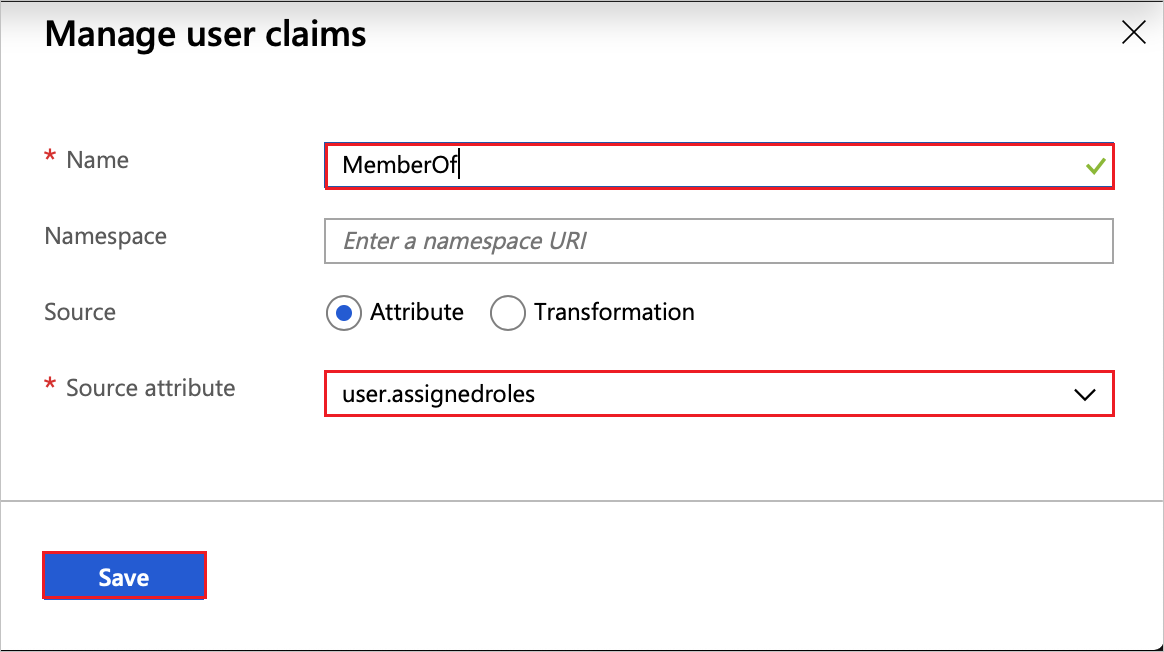 Manage user claims
* Name
MemberOf
Namespace
Enter a namespace URI
Source
Attribute
Transformation
* Source attribute
user.assignedroles
Save